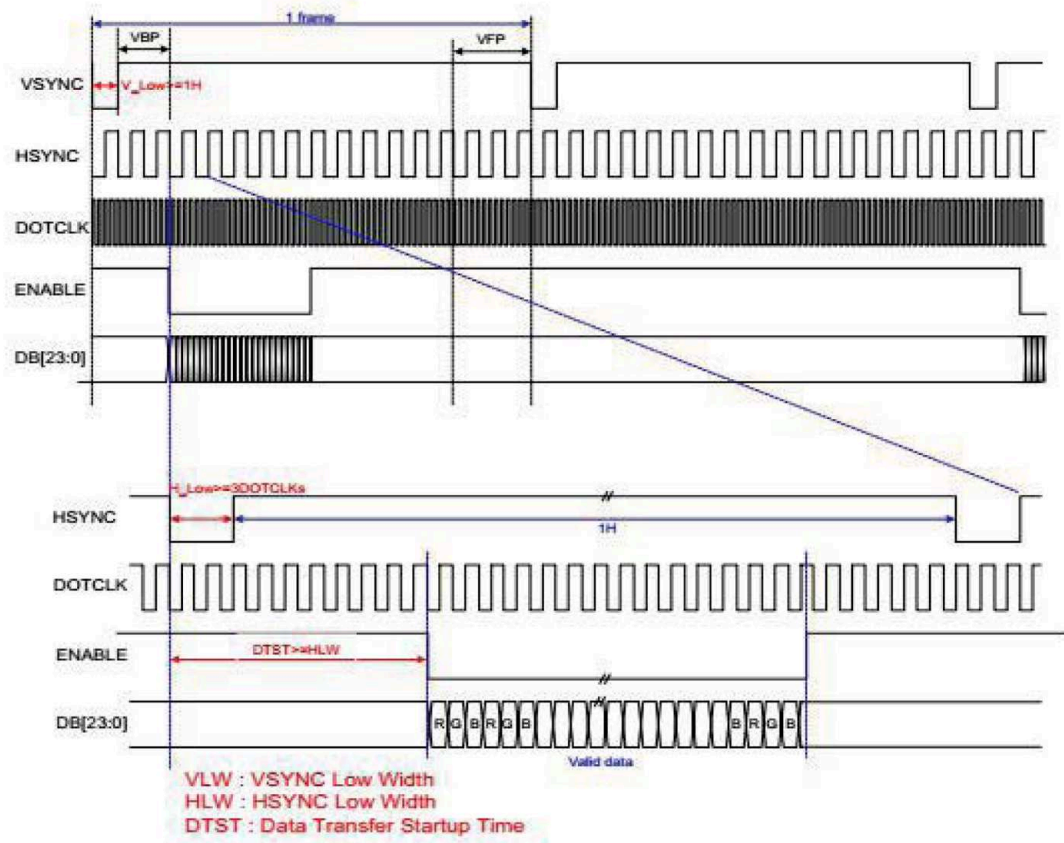 1 frame
VBP
VFP
VSYNC
V_Low>=1H
HSYNC
DOTCLK
ENABLE
DB[23:0]
H_Low>=3DOTCLKs
HSYNC
1H
DOTCLK
ENABLE
DTST>=HLW
DB[23:0]
R G B R G B B R G B
Valid data
VLW : VSYNC Low Width
HLW : HSYNC Low Width
DTST : Data Transfer Startup Time